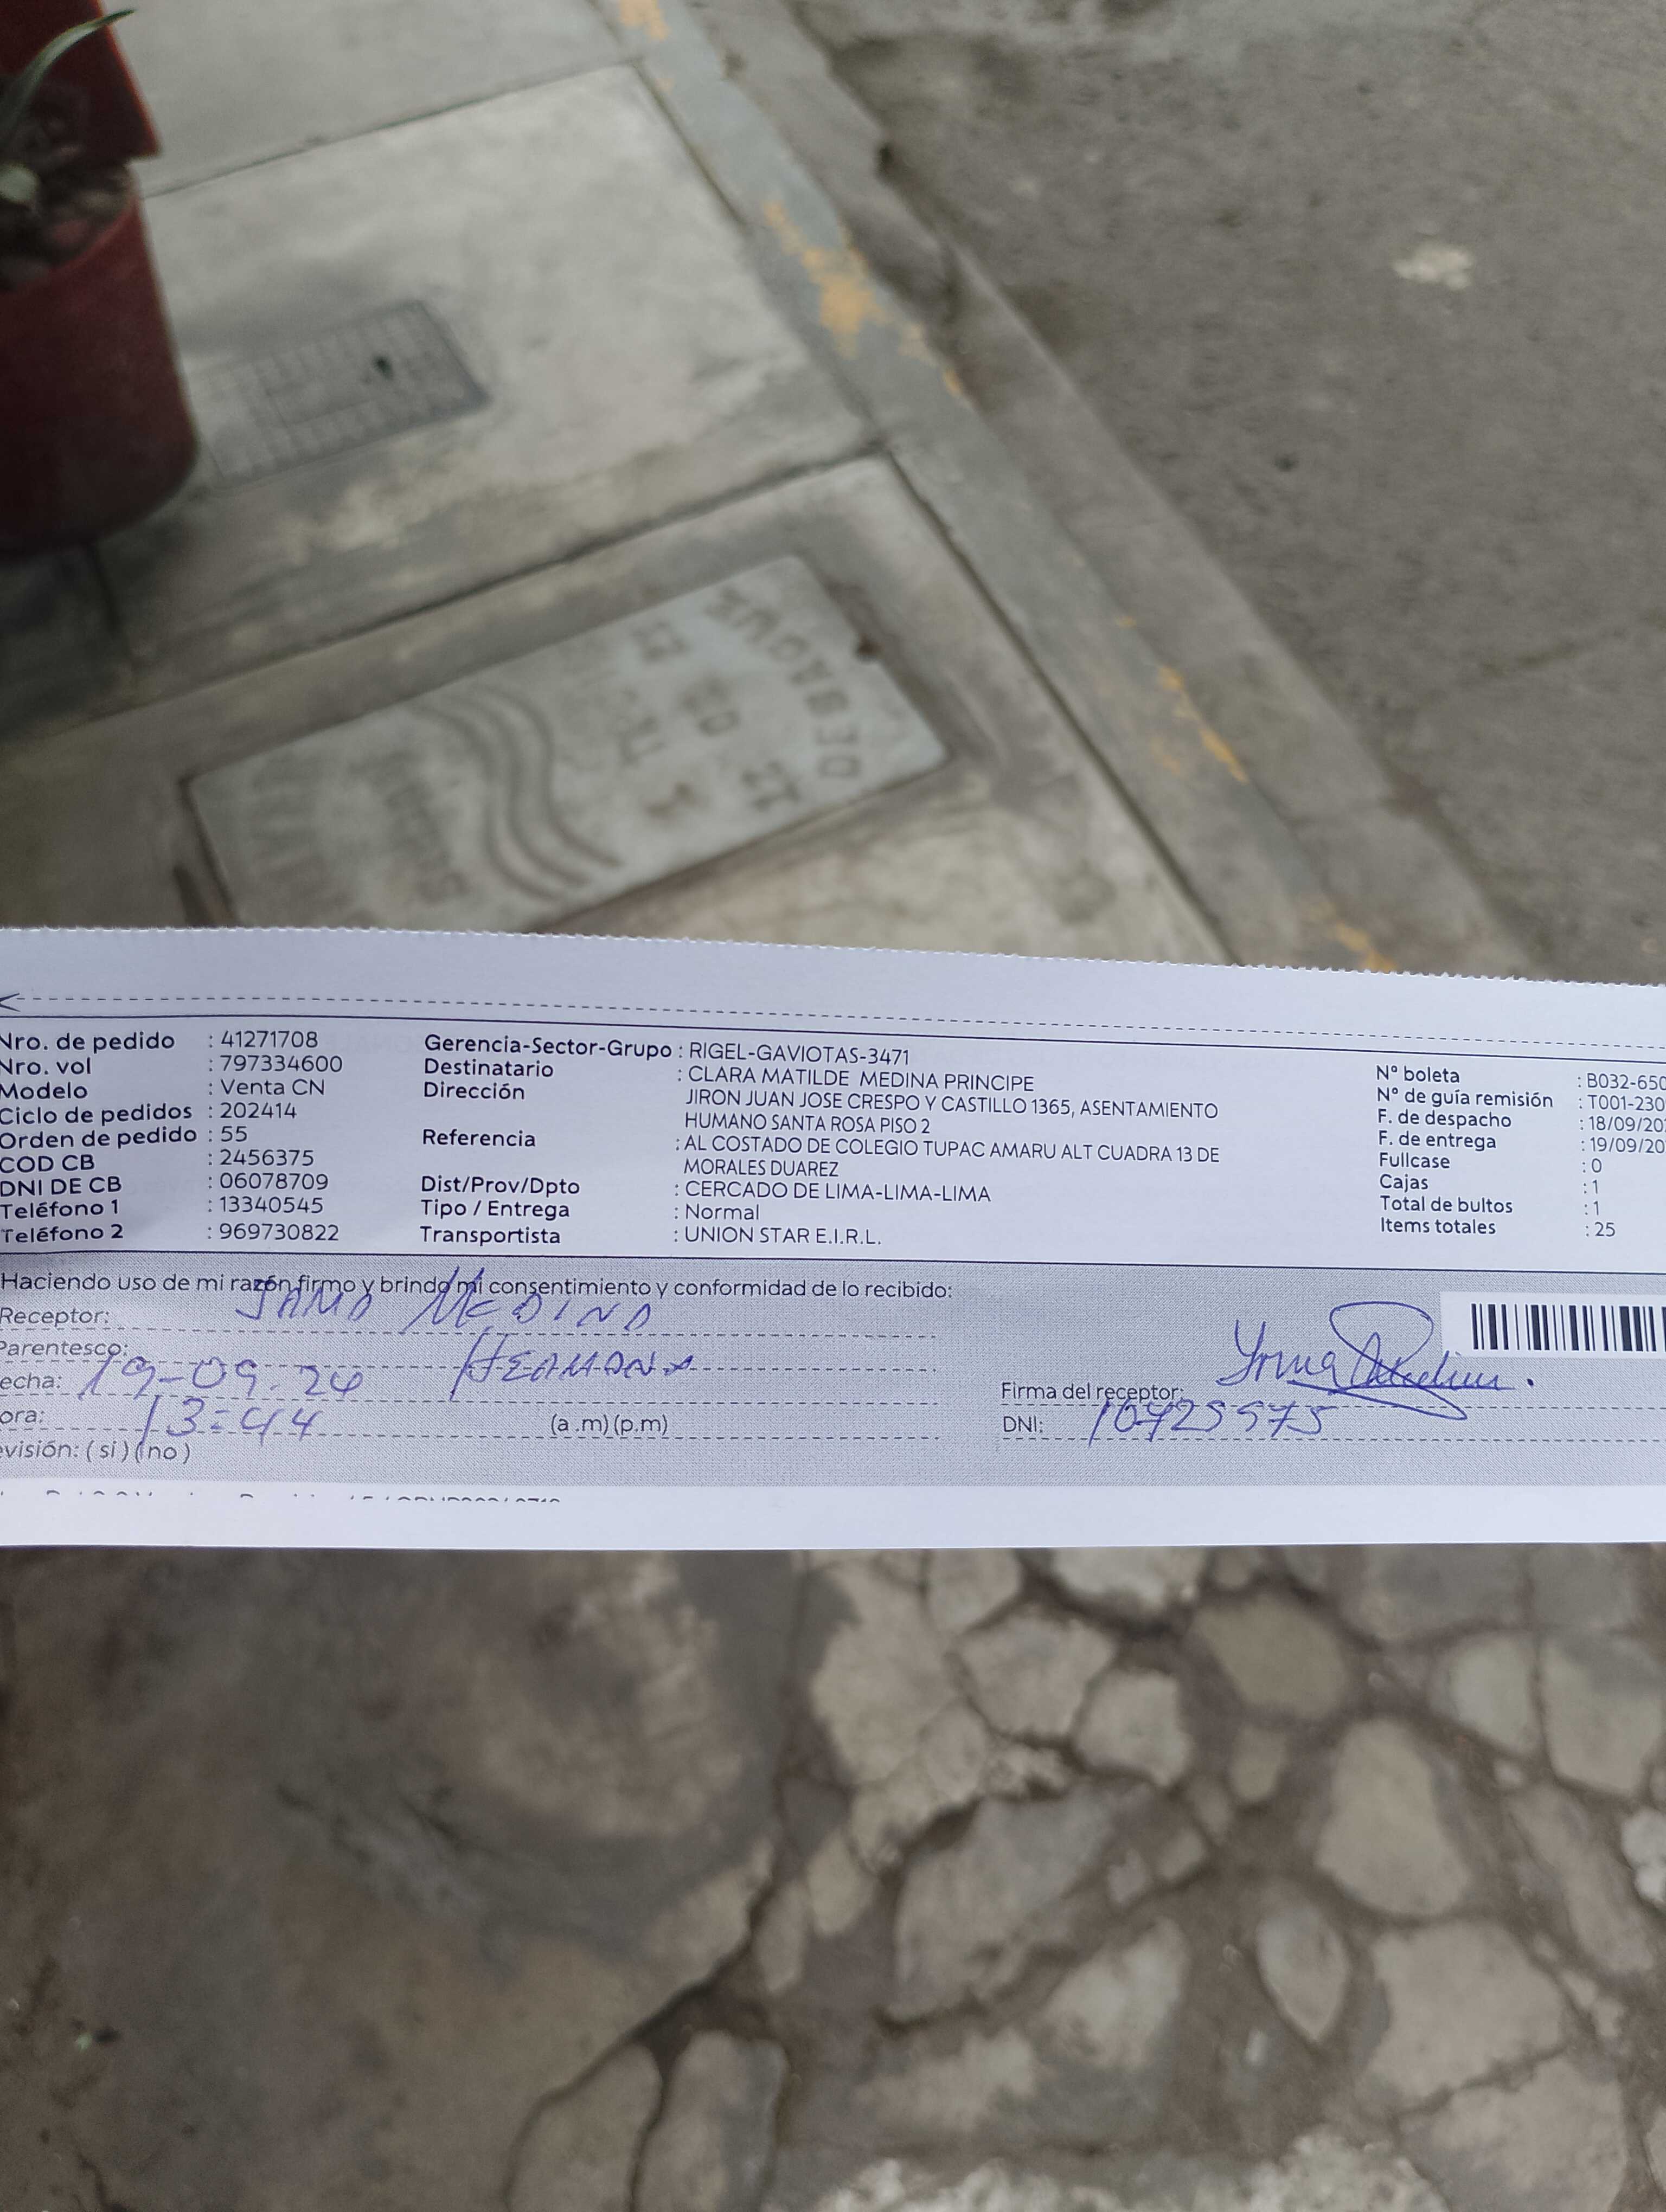 Nro. de pedido : 41271708
Nro. vol : 797334600
Modelo : Venta CN
Ciclo de pedidos : 202414
Orden de pedido : 55
COD CB : 2456375
DNI DE CB : 06078709
Teléfono 1 : 13340545
Teléfono 2 : 969730822
Gerencia-Sector-Grupo : RIGEL-GAVIOTAS-3471
Destinatario : CLARA MATILDE MEDINA PRINCIPE
Dirección JIRON JUAN JOSE CRESPO Y CASTILLO 1365, ASENTAMIENTO
HUMANO SANTA ROSA PISO 2
Referencia : AL COSTADO DE COLEGIO TUPAC AMARU ALT CUADRA 13 DE
MORALES DUAREZ
Dist/Prov/Dpto : CERCADO DE LIMA-LIMA-LIMA
Tipo / Entrega : Normal
Transportista : UNION STAR E.I.R.L.
N° boleta : B032-650
N° de guía remisión : T001-230
F. de despacho : 18/09/20
F. de entrega : 19/09/20
Fullcase : 0
Cajas : 1
Total de bultos : 1
Items totales : 25
Haciendo uso de mi razón firmo y brindo mi consentimiento y conformidad de lo recibido:
Receptor: MEDINA
Parentesco: HERMANA
echa: 19-09-24
ora: 13:44 (a .m) (p.m)
evisión: ( si ) ( no )
Firma del receptor:
DNI: 10425575
DE BAOVE